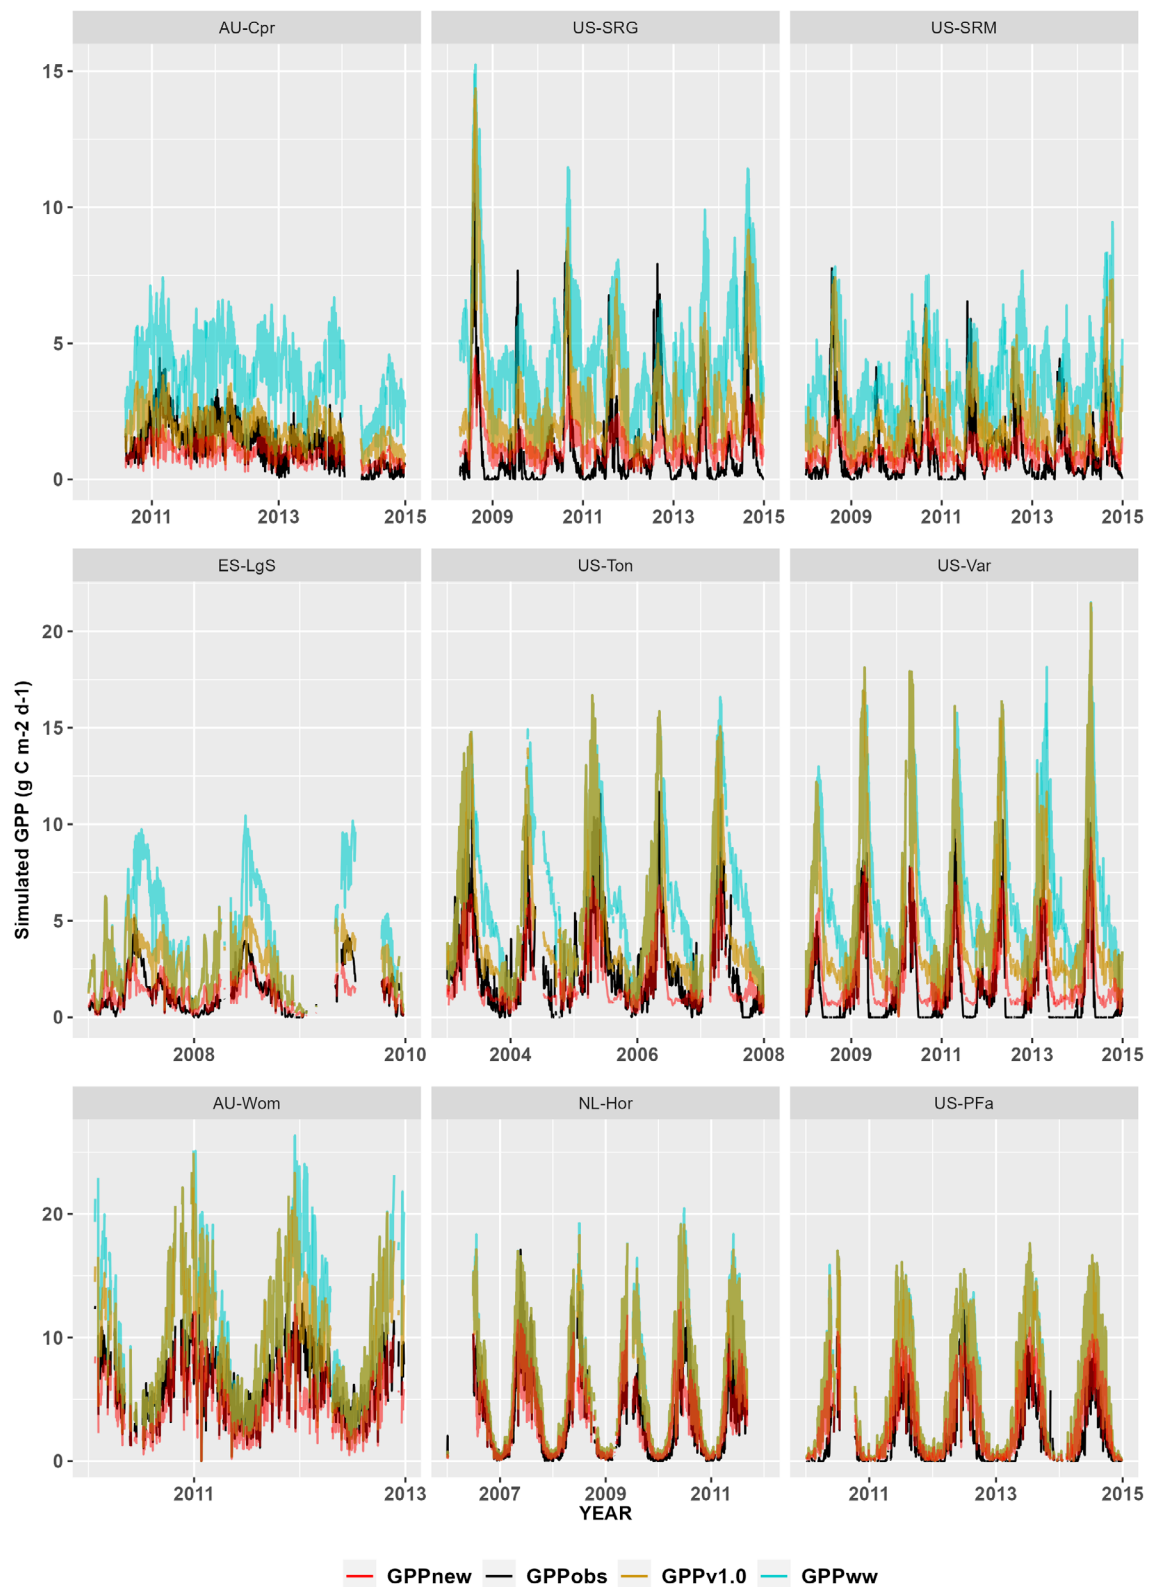 AU-Cpr US-SRG US-SRM
15
10
5
0
2011 2013 2015 2009 2011 2013 2015 2009 2011 2013 2015
ES-LgS US-Ton US-Var
Simulated GPP (g C m-2 d-1)
20
15
10
5
0
2008 2010 2004 2006 2008 2009 2011 2013 2015
AU-Wom NL-Hor US-PFa
20
10
0
2011 2013 2007 2009 2011 2011 2013 2015
YEAR
GPPnew GPPobs GPPv1.0 GPPww